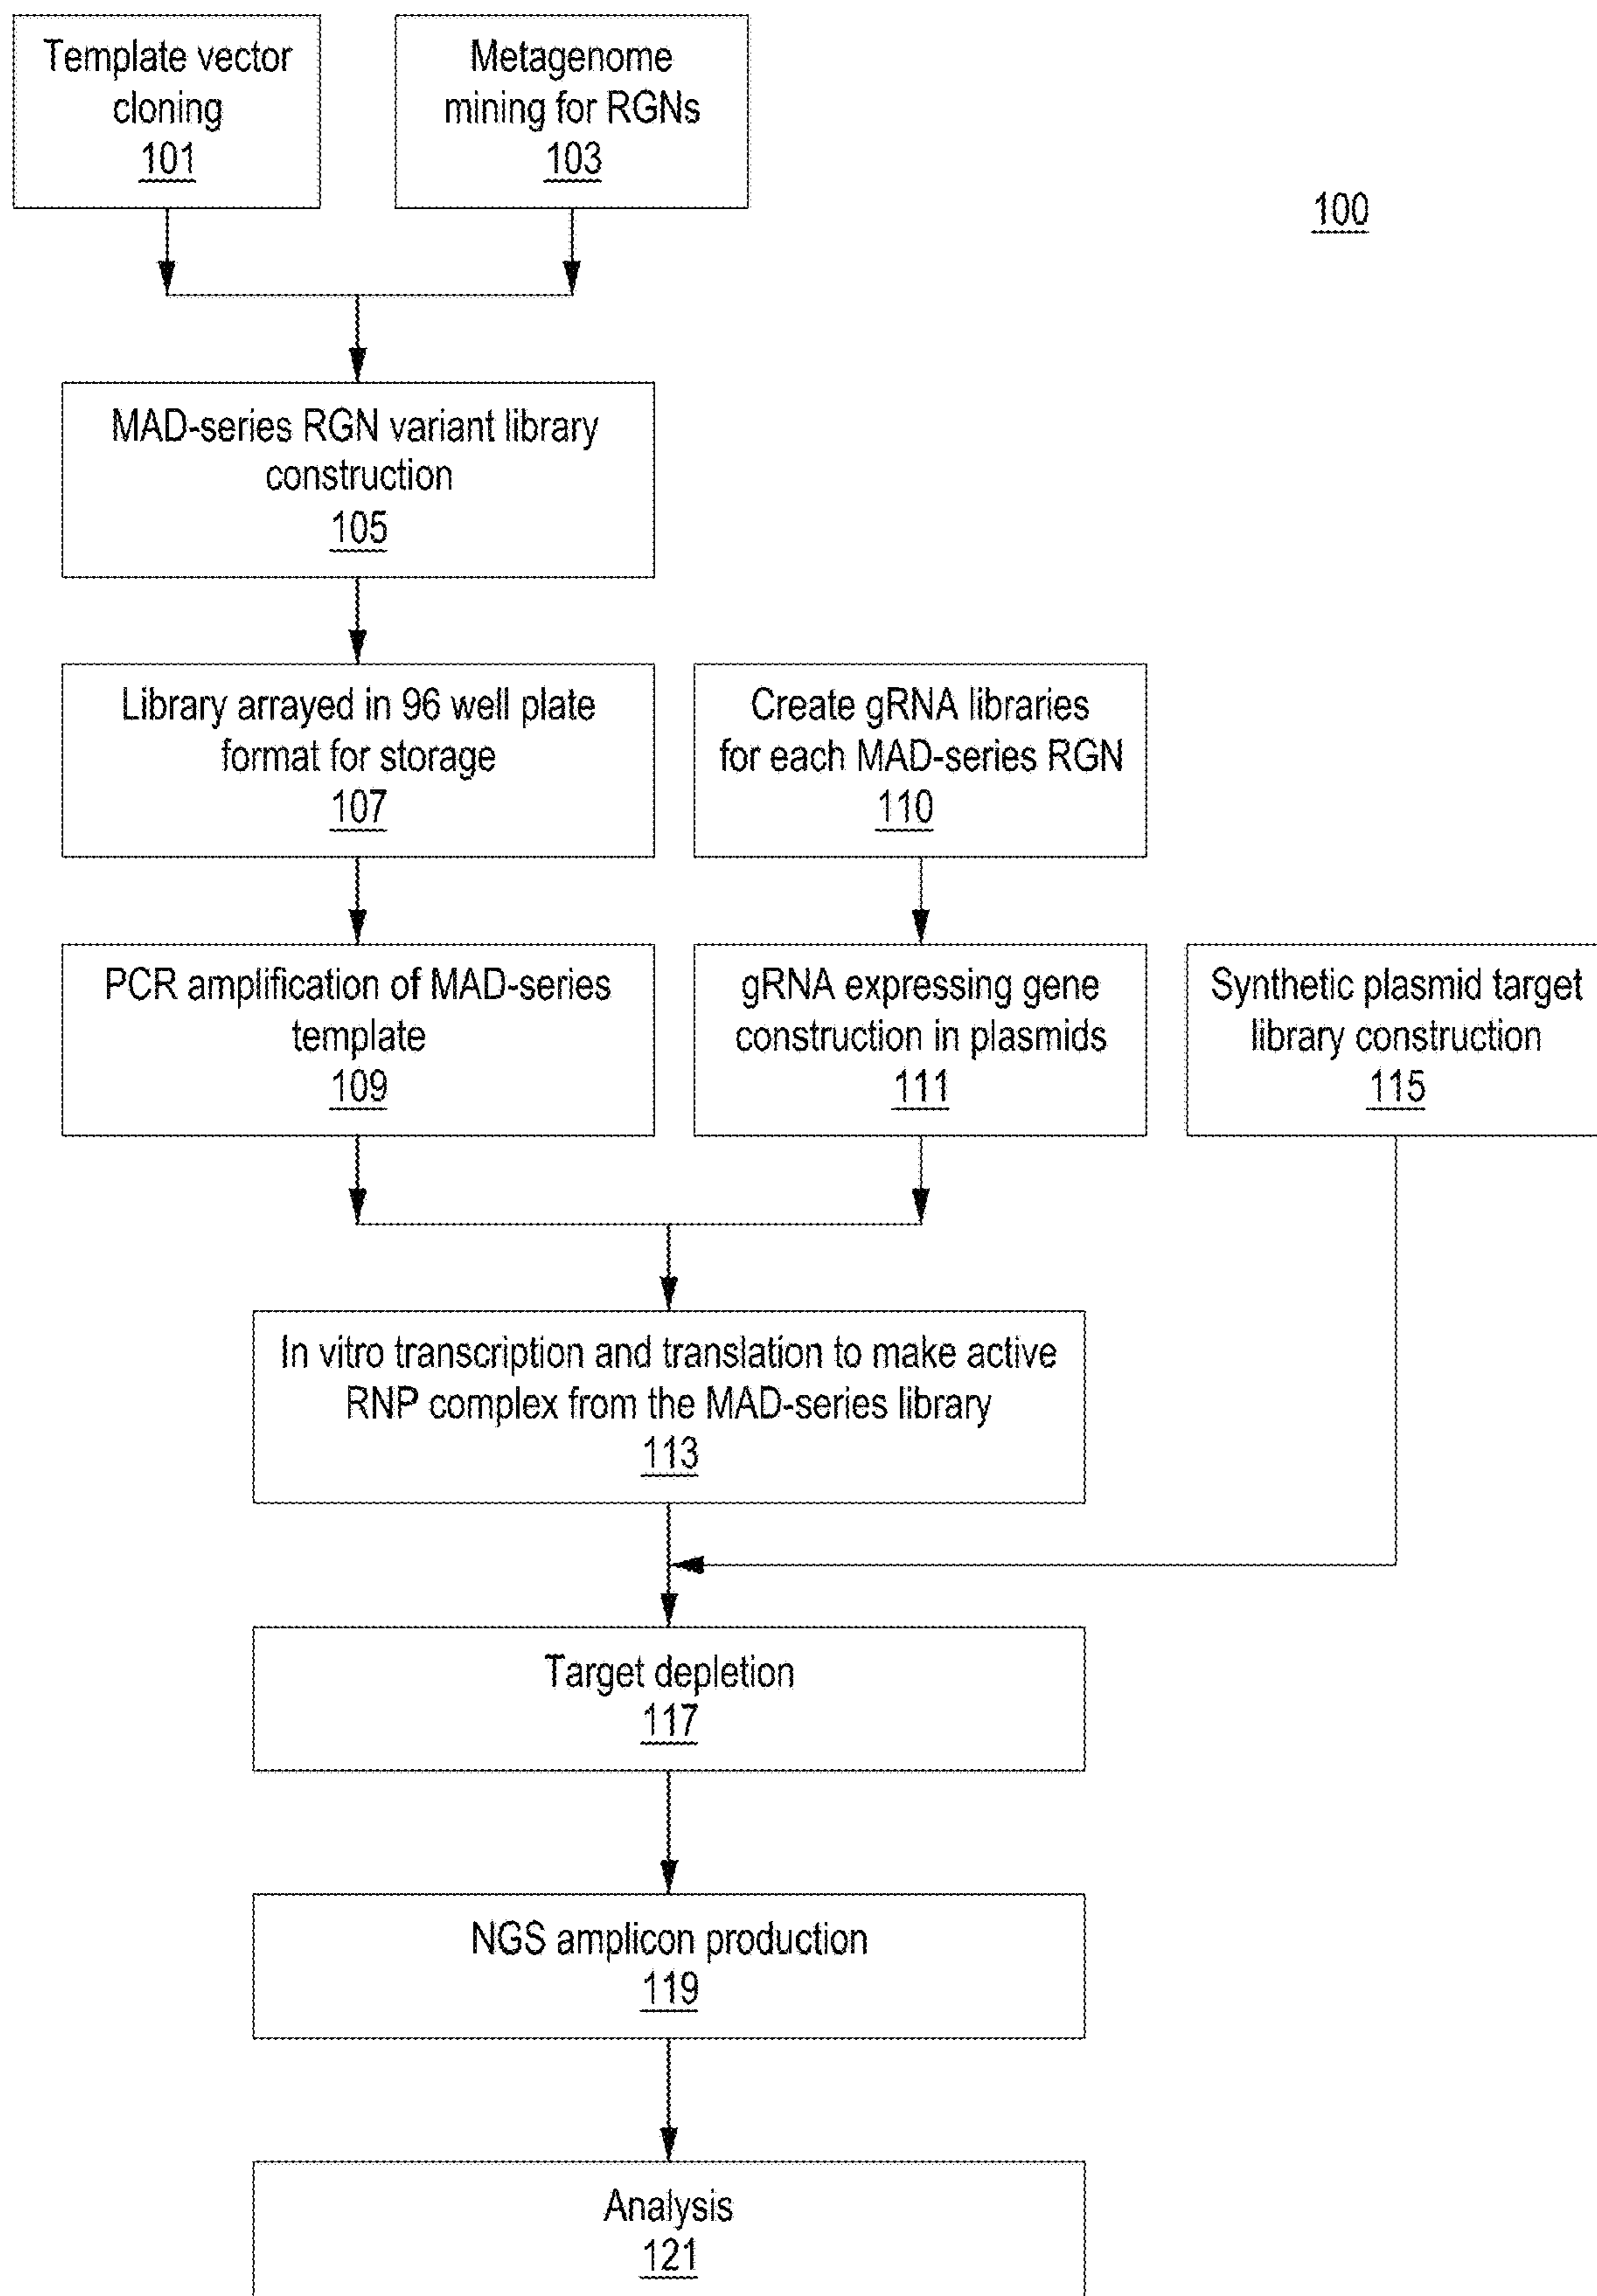 Template vector
cloning
101
Metagenome
mining for RGNs
103
100
MAD-series RGN variant library
construction
105
Library arrayed in 96 well plate
format for storage
107
Create gRNA libraries
for each MAD-series RGN
110
PCR amplification of MAD-series
template
109
gRNA expressing gene
construction in plasmids
111
Synthetic plasmid target
library construction
115
In vitro transcription and translation to make active
RNP complex from the MAD-series library
113
Target depletion
117
NGS amplicon production
119
Analysis
121